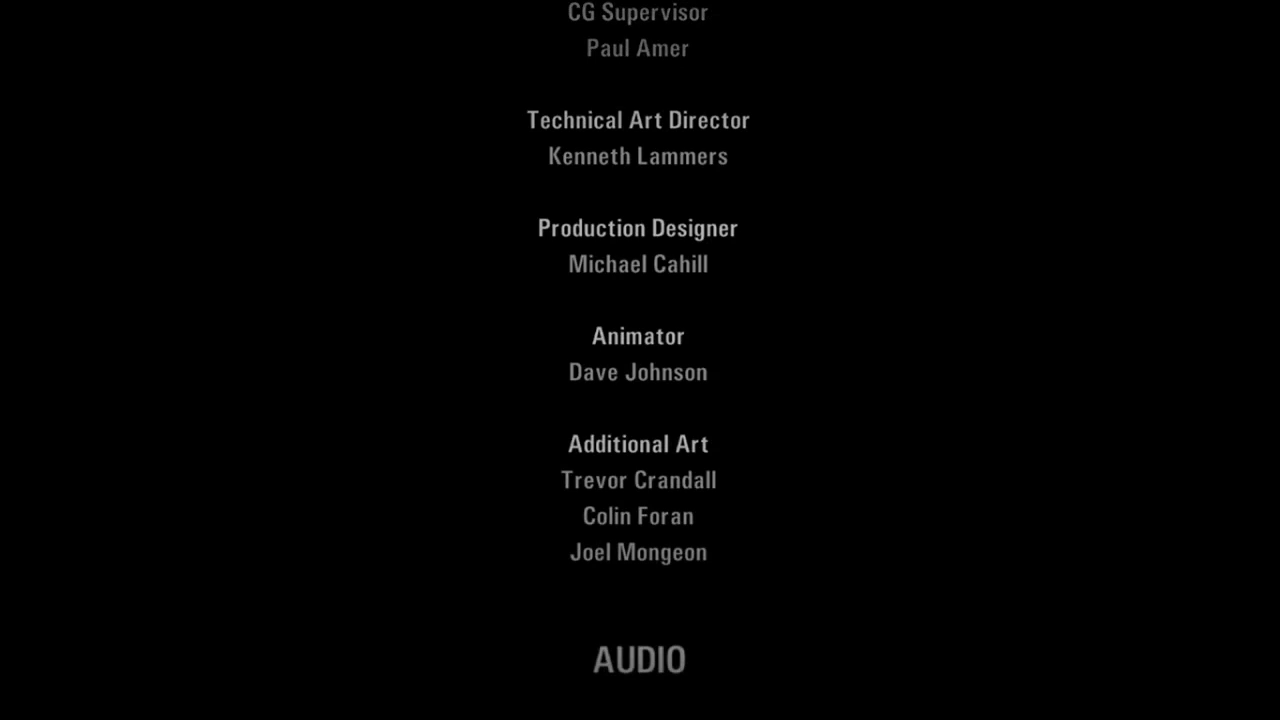 CG Supervisor
Paul Amer
Technical Art Director
Kenneth Lammers
Production Designer
Michael Cahill
Animator
Dave Johnson
Additional Art
Trevor Crandall
Colin Foran
Joel Mongeon
AUDIO